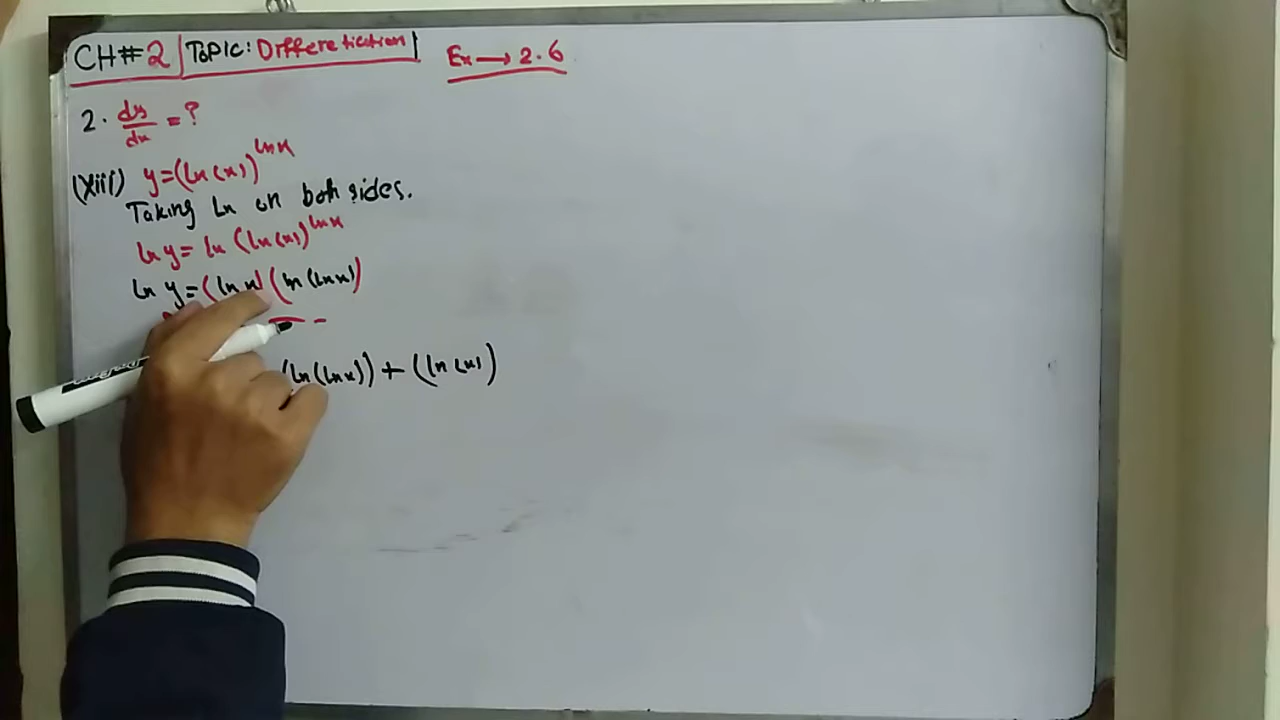 CH#2 TOPIC: Differentiation Ex → 2.6
2. dy/dx = ?
(xiii) y=(ln(x))^lnx
Taking ln on both sides.
ln y= ln (ln(x))^lnx
ln y=(ln x) (ln(lnx))
(ln(lnx)) + (ln(x))